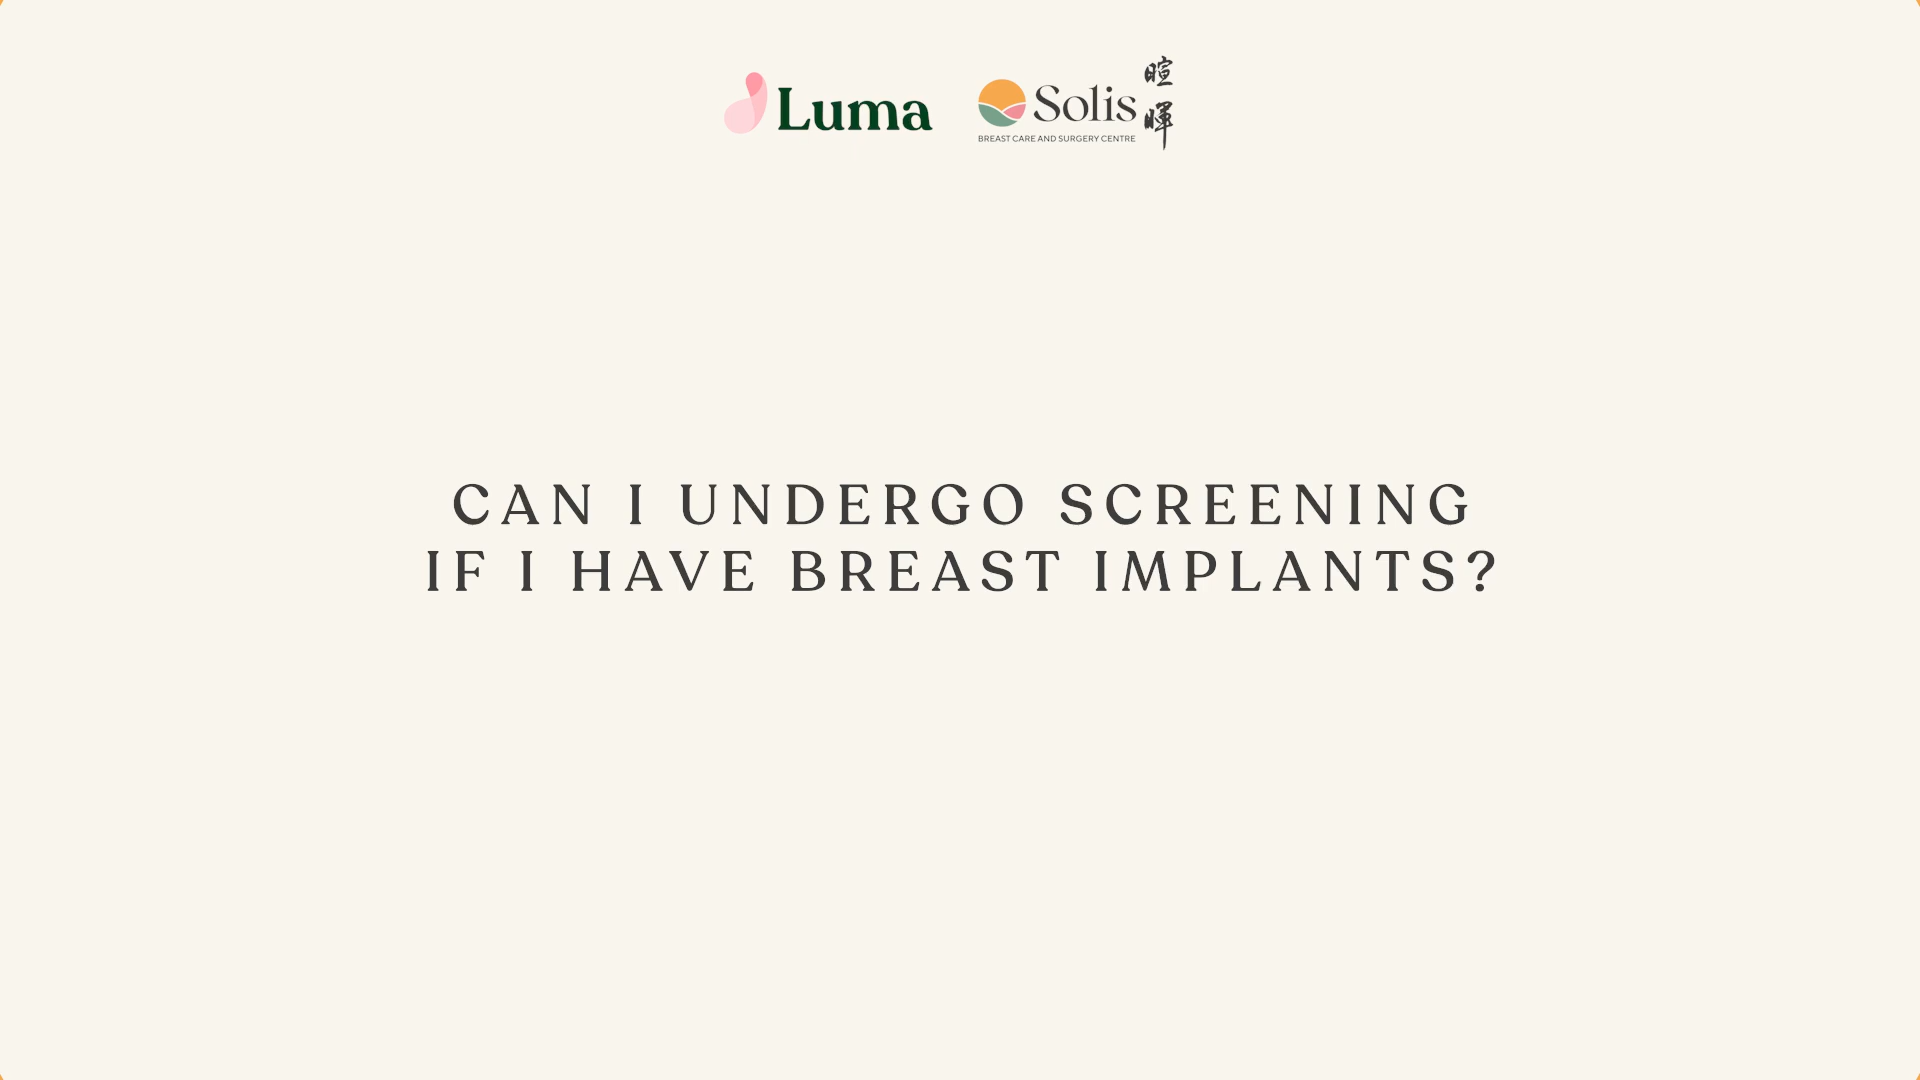 Luma
Solis
BREAST CARE AND SURGERY CENTRE
暄暉
CAN I UNDERGO SCREENING
IF I HAVE BREAST IMPLANTS?